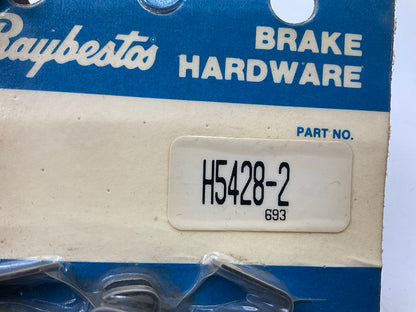 Raybestos
BRAKE
HARDWARE
PART NO.
H5428-2
693